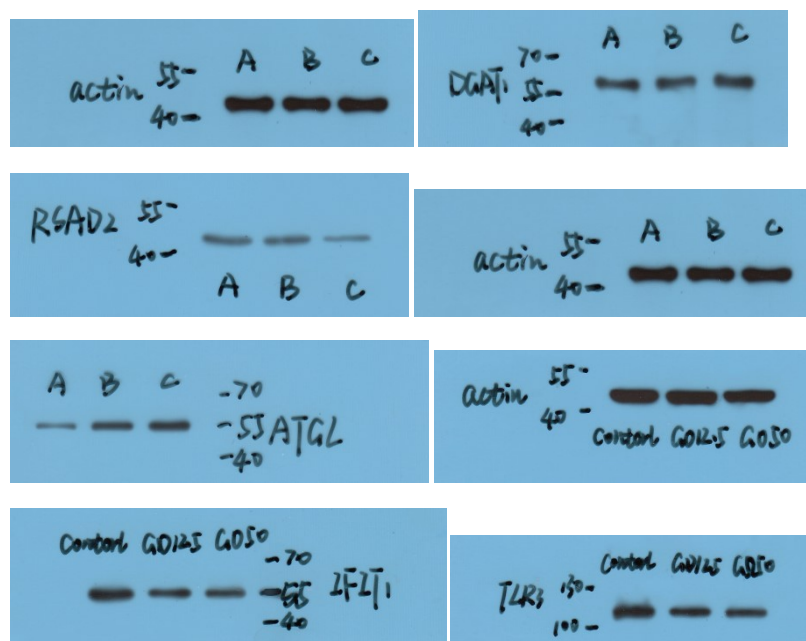 A B C
actin 55-
40-
A B C
70-
DGAT1 55-
40-
RSAD2 55-
40-
A B C
A B C
actin 55-
40-
A B C
-70
-55 ATGL
-40
55-
actin
40-
Control GO12.5 GO50
Control GO12.5 GO50
-70
-55 IFIT1
-40
Control GO12.5 GO50
TLR3 130-
100-